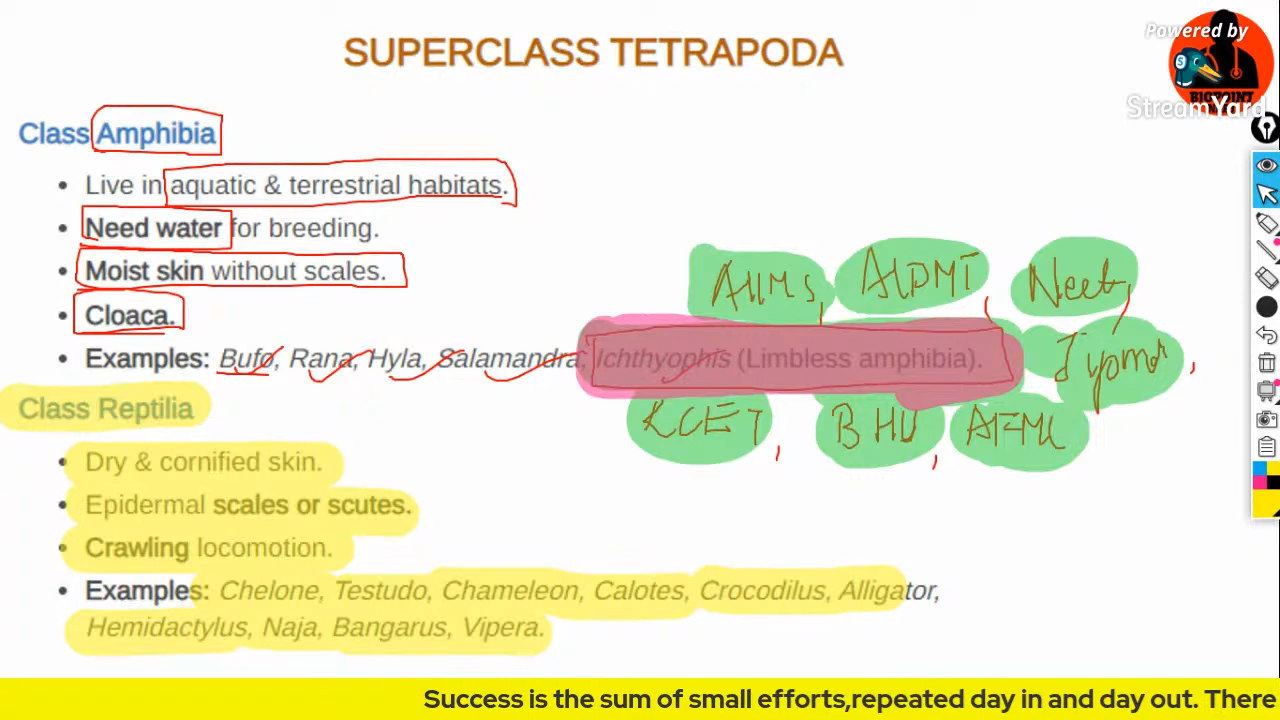 SUPERCLASS TETRAPODA
Powered by
StreamYard
Class Amphibia
• Live in aquatic & terrestrial habitats.
• Need water for breeding.
• Moist skin without scales.
• Cloaca.
AIIMS, AIPMT, Neet,
• Examples: Bufo, Rana, Hyla, Salamandra, Ichthyophis (Limbless amphibia).
Jipmer,
KCET, BHU, AFMC
Class Reptilia
• Dry & cornified skin.
• Epidermal scales or scutes.
• Crawling locomotion.
• Examples: Chelone, Testudo, Chameleon, Calotes, Crocodilus, Alligator,
Hemidactylus, Naja, Bangarus, Vipera.
Success is the sum of small efforts,repeated day in and day out. There